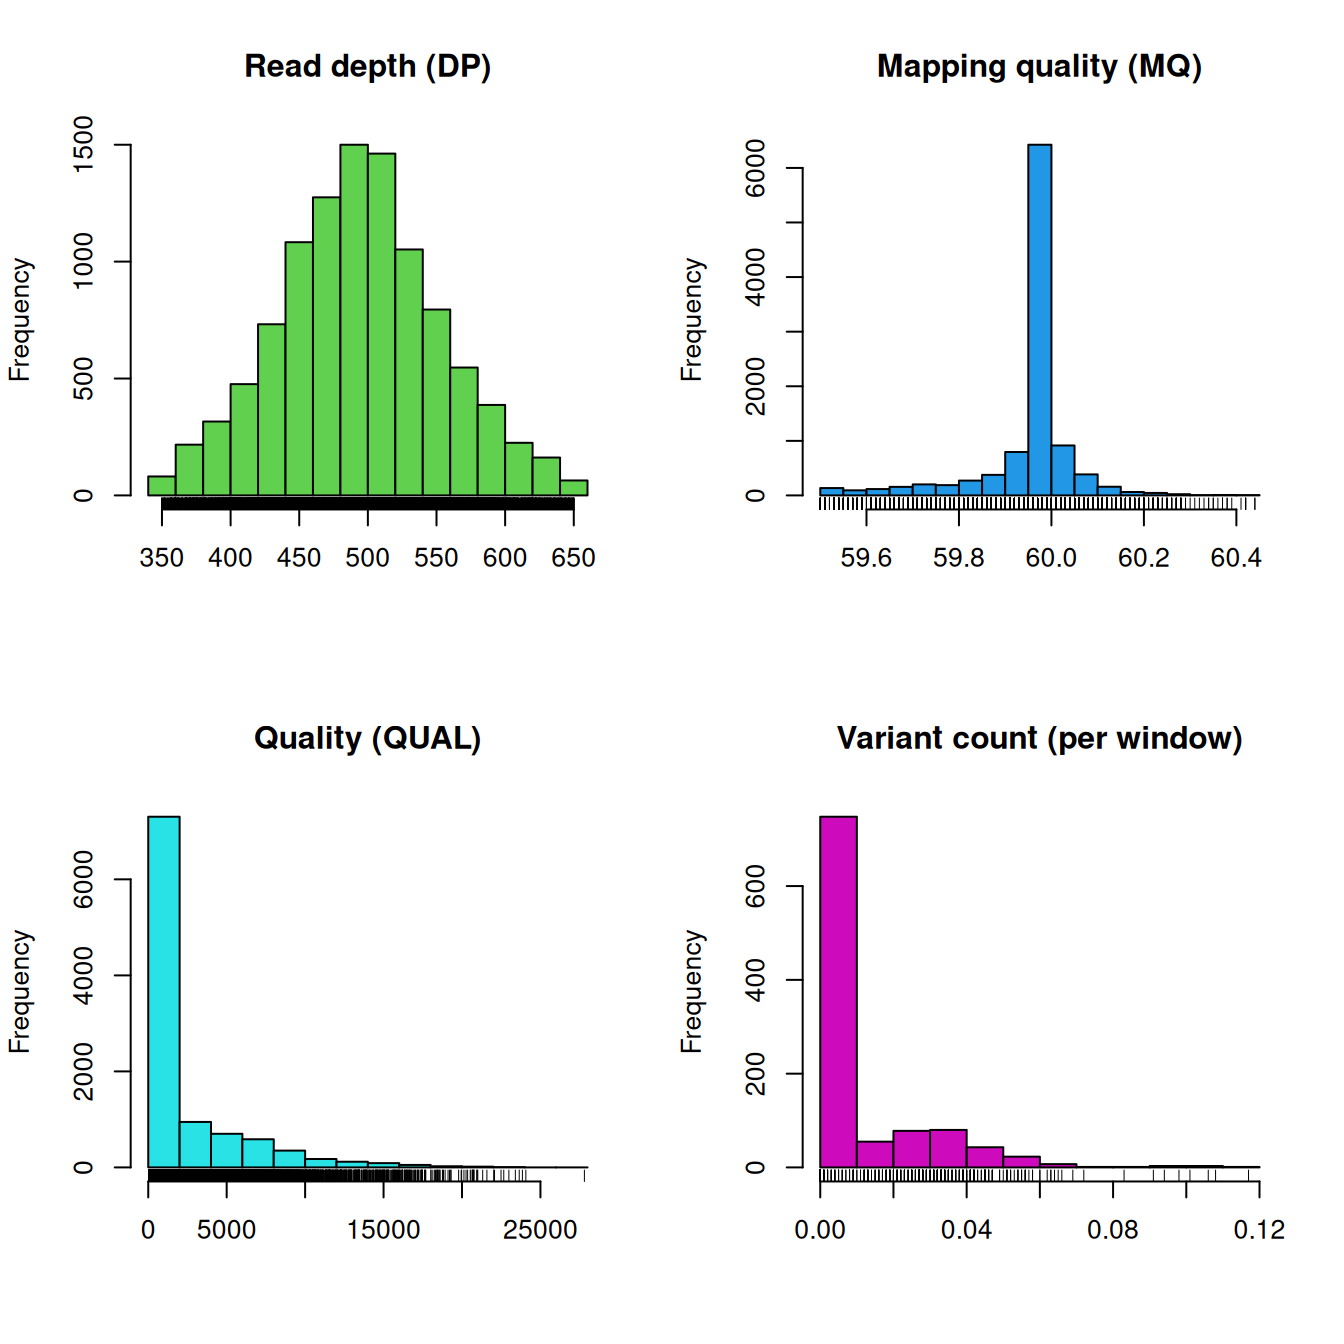 Read depth (DP)
Frequency
0 500 1000 1500
350 400 450 500 550 600 650
Mapping quality (MQ)
Frequency
0 2000 4000 6000
59.6 59.8 60.0 60.2 60.4
Quality (QUAL)
Frequency
0 2000 4000 6000
0 5000 15000 25000
Variant count (per window)
Frequency
0 200 400 600
0.00 0.04 0.08 0.12